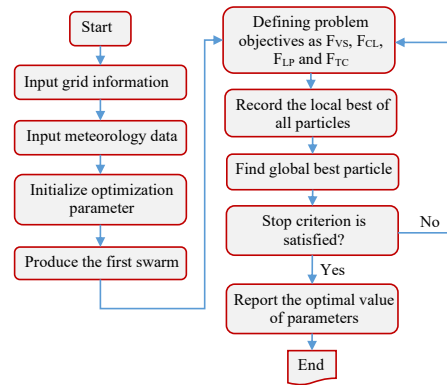 Start
Input grid information
Input meteorology data
Initialize optimization
parameter
Produce the first swarm
Defining problem
objectives as FVS, FCL,
FLP and FTC
Record the local best of
all particles
Find global best particle
Stop criterion is
satisfied?
No
Yes
Report the optimal value
of parameters
End